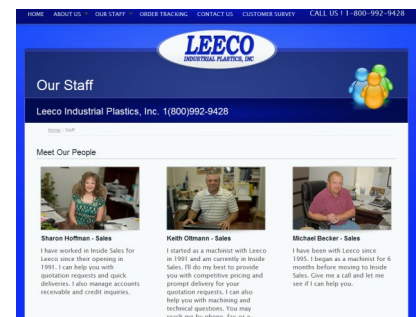 HOME ABOUT US OUR STAFF ORDER TRACKING CONTACT US CUSTOMER SURVEY CALL US ! 1-800-992-9428
LEECO
INDUSTRIAL PLASTICS, INC
Our Staff
Leeco Industrial Plastics, Inc. 1(800)992-9428
Home : Staff
Meet Our People
Sharon Hoffman - Sales
I have worked in Inside Sales for
Leeco since their opening in
1991. I can help you with
quotation requests and quick
deliveries. I also manage accounts
receivable and credit inquiries.
Keith Oltmann - Sales
I started as a machinist with Leeco
in 1991 and am currently in Inside
Sales. I'll do my best to provide
you with competitive pricing and
prompt delivery for your
quotation requests. I can also
help you with machining and
technical questions. You may
reach me by phone, fax or e-
Michael Becker - Sales
I have been with Leeco since
1995. I began as a machinist for 6
months before moving to Inside
Sales. Give me a call and let me
see if I can help you.